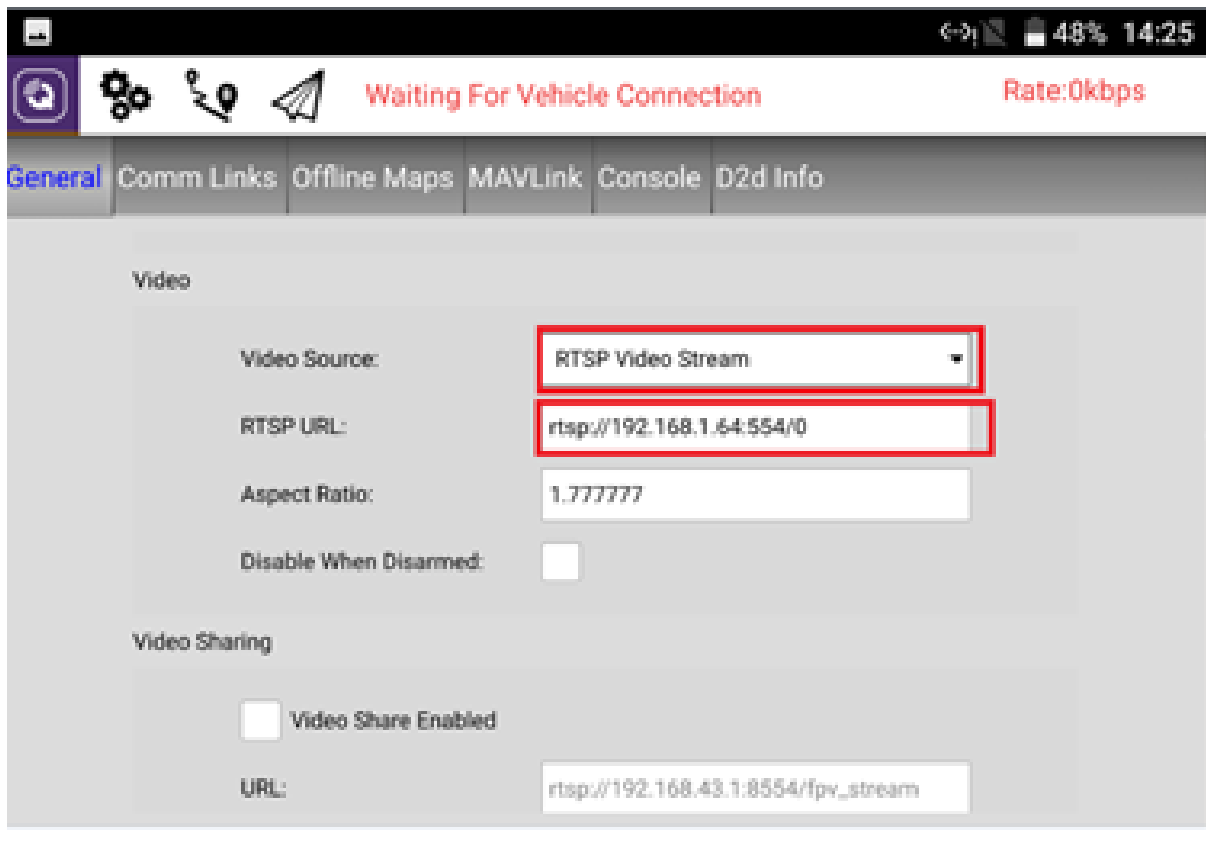 48% 14:25
Waiting For Vehicle Connection Rate:0kbps
General Comm Links Offline Maps MAVLink Console D2d Info
Video
Video Source: RTSP Video Stream
RTSP URL: rtsp://192.168.1.64:554/0
Aspect Ratio: 1.777777
Disable When Disarmed:
Video Sharing
Video Share Enabled
URL: rtsp://192.168.43.1:8554/fpv_stream